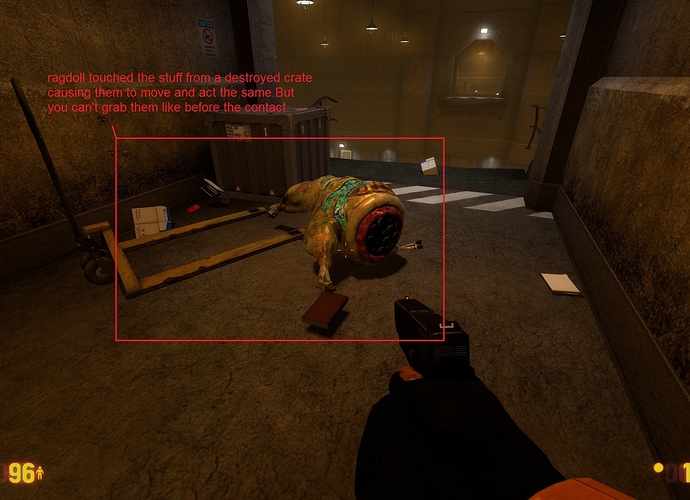 ragdoll touched the stuff from a destroyed crate
causing them to move and act the same.But
you can't grab them like before the contact.
96